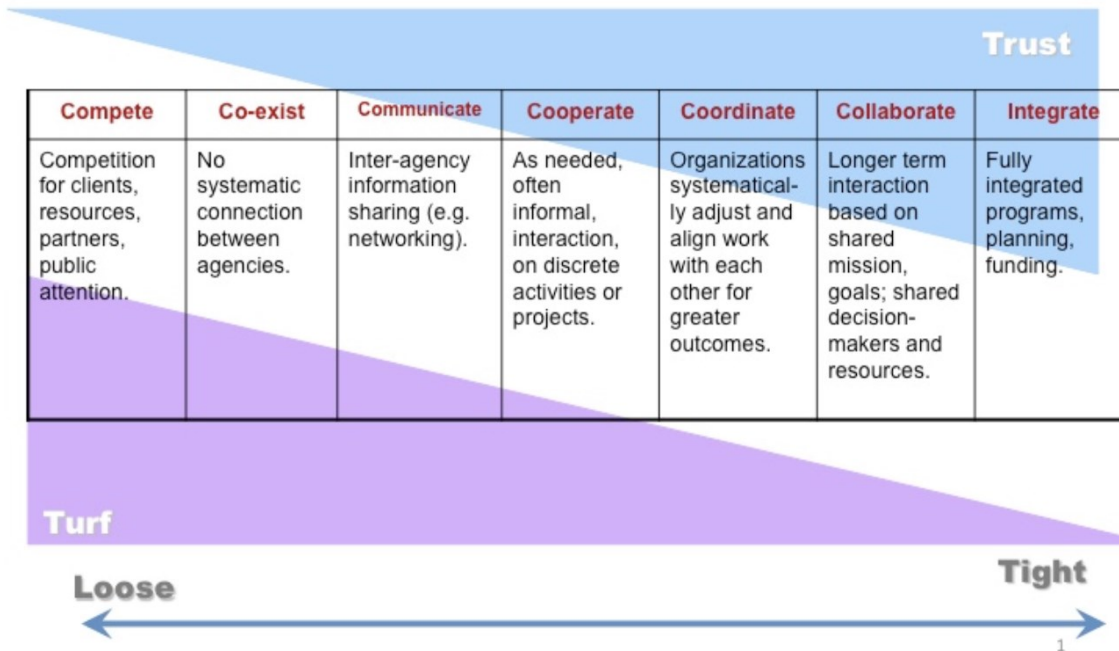 Trust
Compete
Co-exist
Communicate
Cooperate
Coordinate
Collaborate
Integrate
Competition
for clients,
resources,
partners,
public
attention.
No
systematic
connection
between
agencies.
Inter-agency
information
sharing (e.g.
networking).
As needed,
often
informal,
interaction,
on discrete
activities or
projects.
Organizations
systematical-
ly adjust and
align work
with each
other for
greater
outcomes.
Longer term
interaction
based on
shared
mission,
goals; shared
decision-
makers and
resources.
Fully
integrated
programs,
planning,
funding.
Turf
Loose
Tight
1